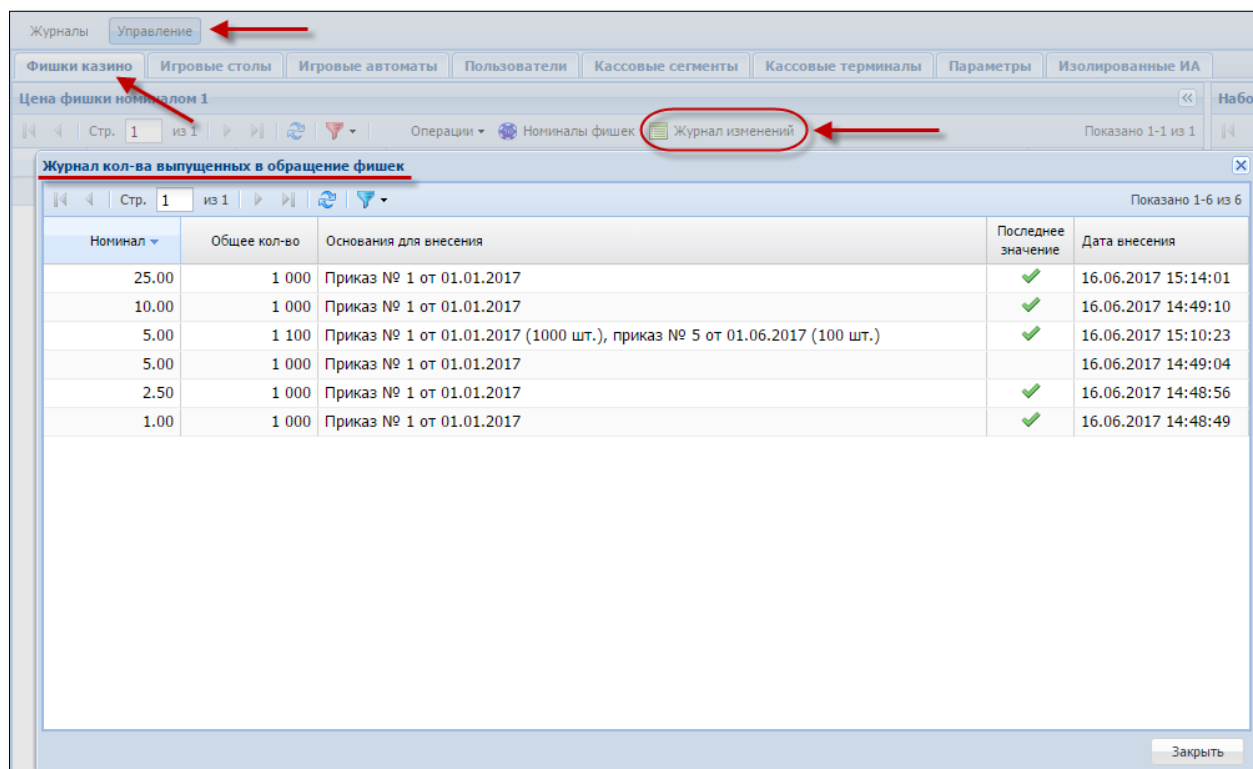 Журналы Управление
Фишки казино Игровые столы Игровые автоматы Пользователи Кассовые сегменты Кассовые терминалы Параметры Изолированные ИА
Цена фишки номиналом 1 Набо
Стр. 1 из 1 Операции Номиналы фишек Журнал изменений Показано 1-1 из 1
Журнал кол-ва выпущенных в обращение фишек
Стр. 1 из 1 Показано 1-6 из 6
Номинал Общее кол-во Основания для внесения Последнее значение Дата внесения
25.00 1 000 Приказ № 1 от 01.01.2017 16.06.2017 15:14:01
10.00 1 000 Приказ № 1 от 01.01.2017 16.06.2017 14:49:10
5.00 1 100 Приказ № 1 от 01.01.2017 (1000 шт.), приказ № 5 от 01.06.2017 (100 шт.) 16.06.2017 15:10:23
5.00 1 000 Приказ № 1 от 01.01.2017 16.06.2017 14:49:04
2.50 1 000 Приказ № 1 от 01.01.2017 16.06.2017 14:48:56
1.00 1 000 Приказ № 1 от 01.01.2017 16.06.2017 14:48:49
Закрыть